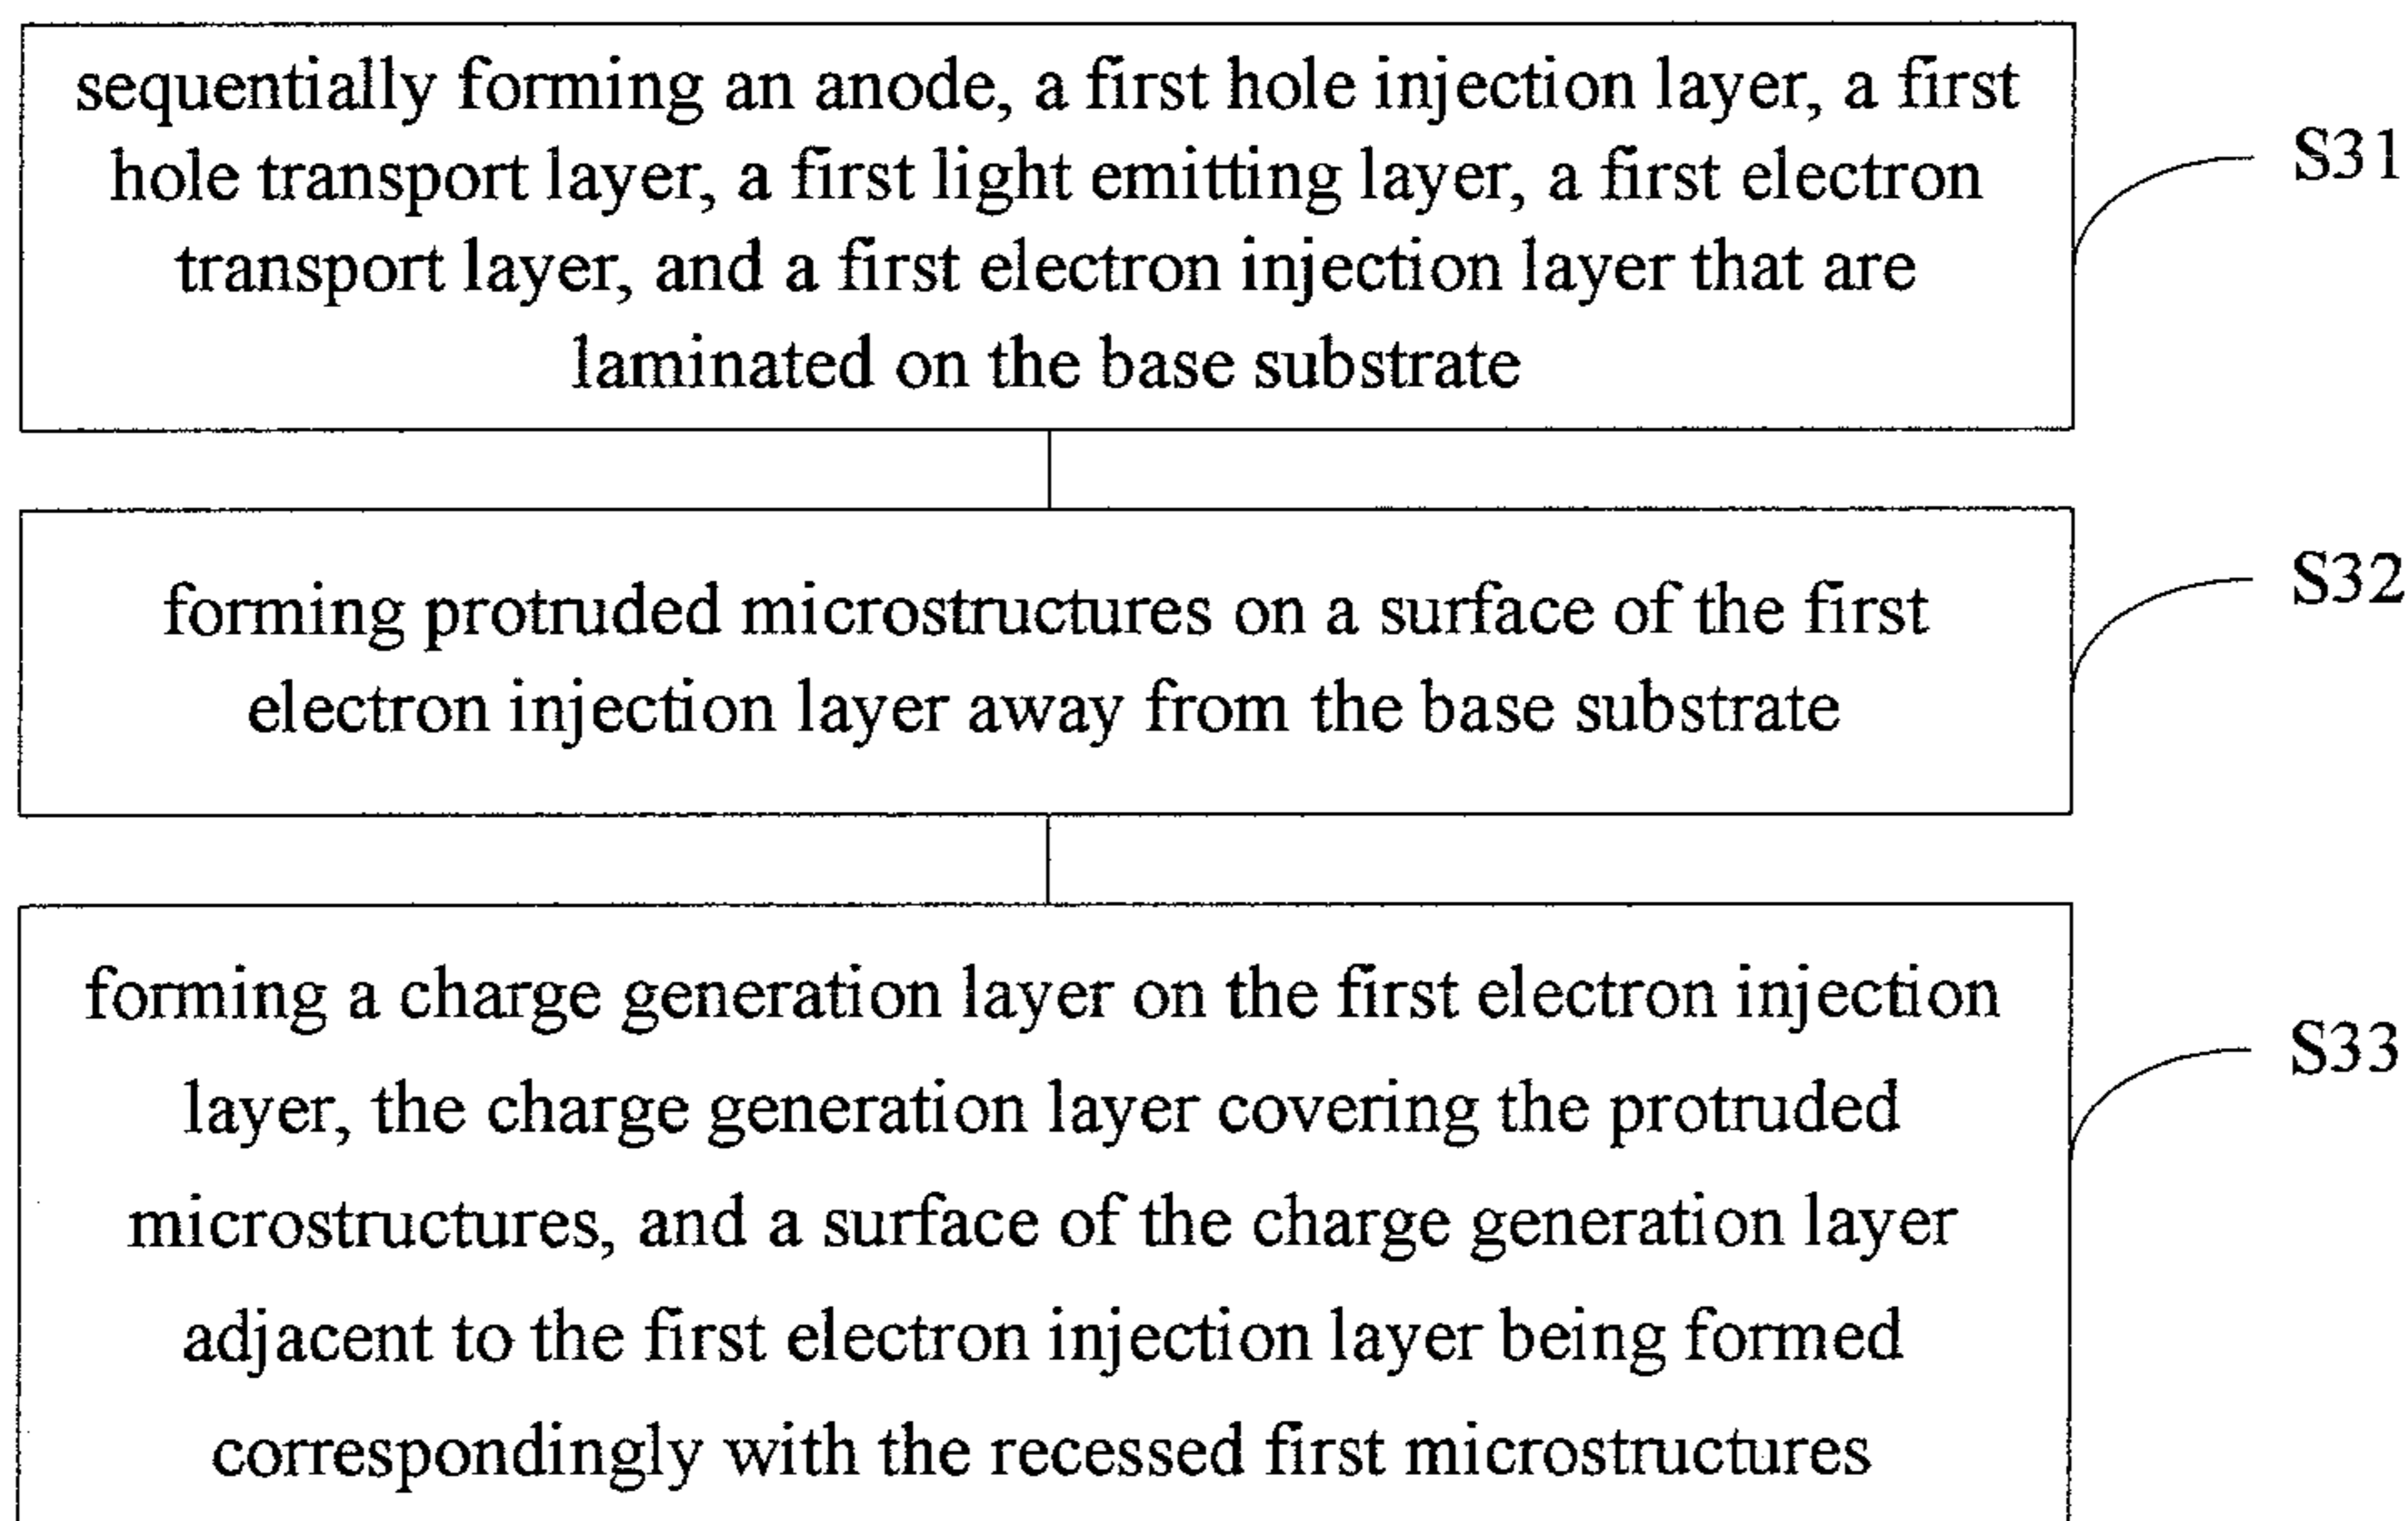 sequentially forming an anode, a first hole injection layer, a first
hole transport layer, a first light emitting layer, a first electron
transport layer, and a first electron injection layer that are
laminated on the base substrate
S31
forming protruded microstructures on a surface of the first
electron injection layer away from the base substrate
S32
forming a charge generation layer on the first electron injection
layer, the charge generation layer covering the protruded
microstructures, and a surface of the charge generation layer
adjacent to the first electron injection layer being formed
correspondingly with the recessed first microstructures
S33